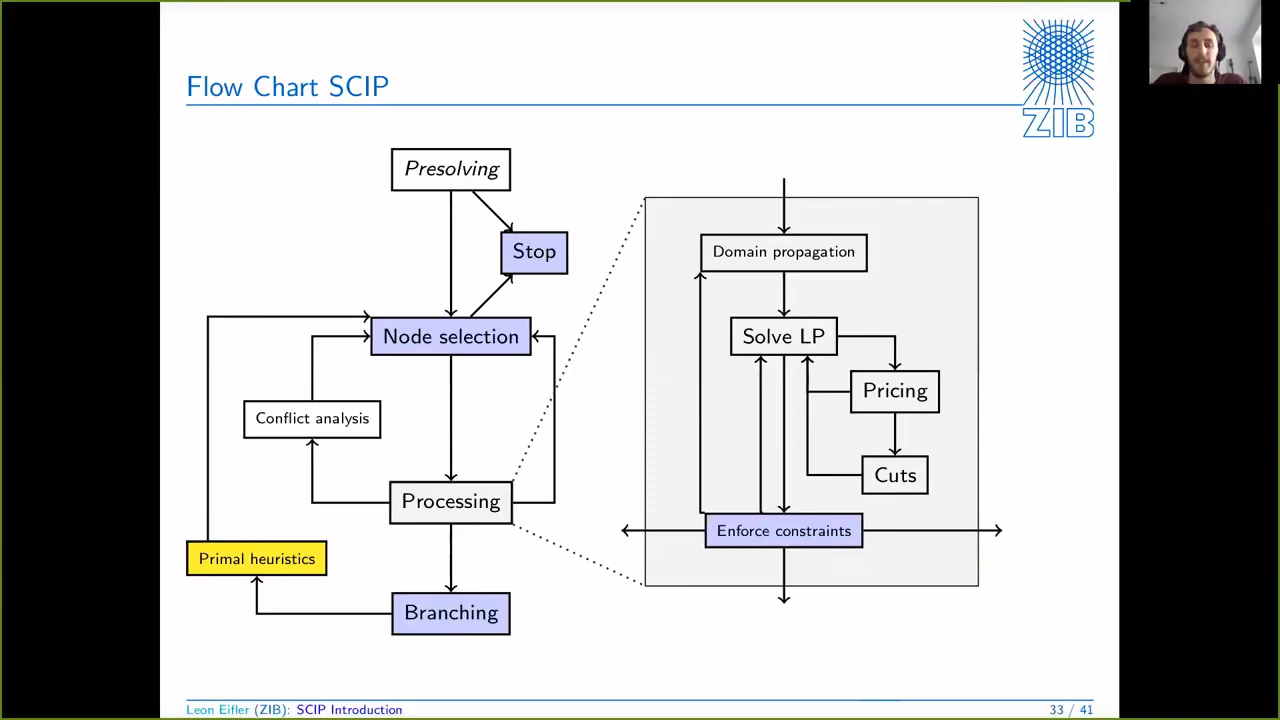 Flow Chart SCIP
ZIB
Presolving
Stop
Node selection
Conflict analysis
Processing
Primal heuristics
Branching
Domain propagation
Solve LP
Pricing
Cuts
Enforce constraints
Leon Eifler (ZIB): SCIP Introduction
33 / 41